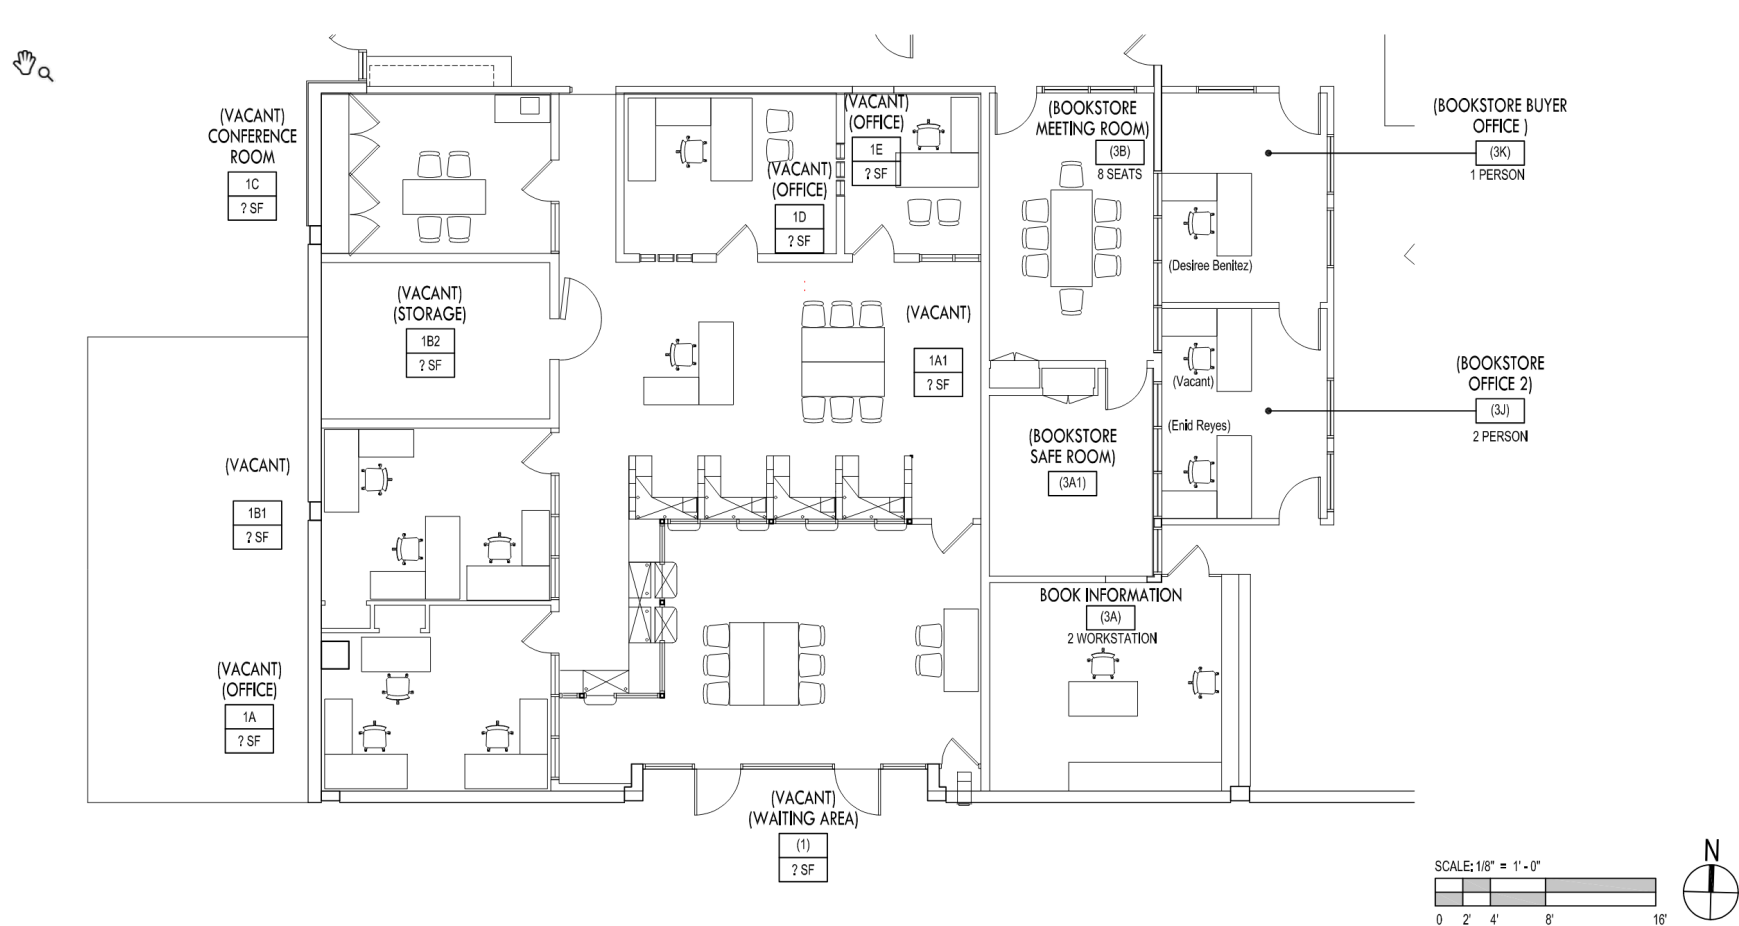 (VACANT)
CONFERENCE
ROOM
1C
? SF
(VACANT)
(OFFICE)
1D
? SF
(VACANT)
(OFFICE)
1E
? SF
(BOOKSTORE
MEETING ROOM)
(3B)
8 SEATS
(BOOKSTORE BUYER
OFFICE )
(3K)
1 PERSON
(Desiree Benitez)
(VACANT)
(STORAGE)
1B2
? SF
(VACANT)
1A1
? SF
(Vacant)
(Enid Reyes)
(BOOKSTORE
OFFICE 2)
(3J)
2 PERSON
(BOOKSTORE
SAFE ROOM)
(3A1)
(VACANT)
1B1
? SF
BOOK INFORMATION
(3A)
2 WORKSTATION
(VACANT)
(OFFICE)
1A
? SF
(VACANT)
(WAITING AREA)
(1)
? SF
N
SCALE: 1/8" = 1' - 0"
0 2' 4' 8' 16'